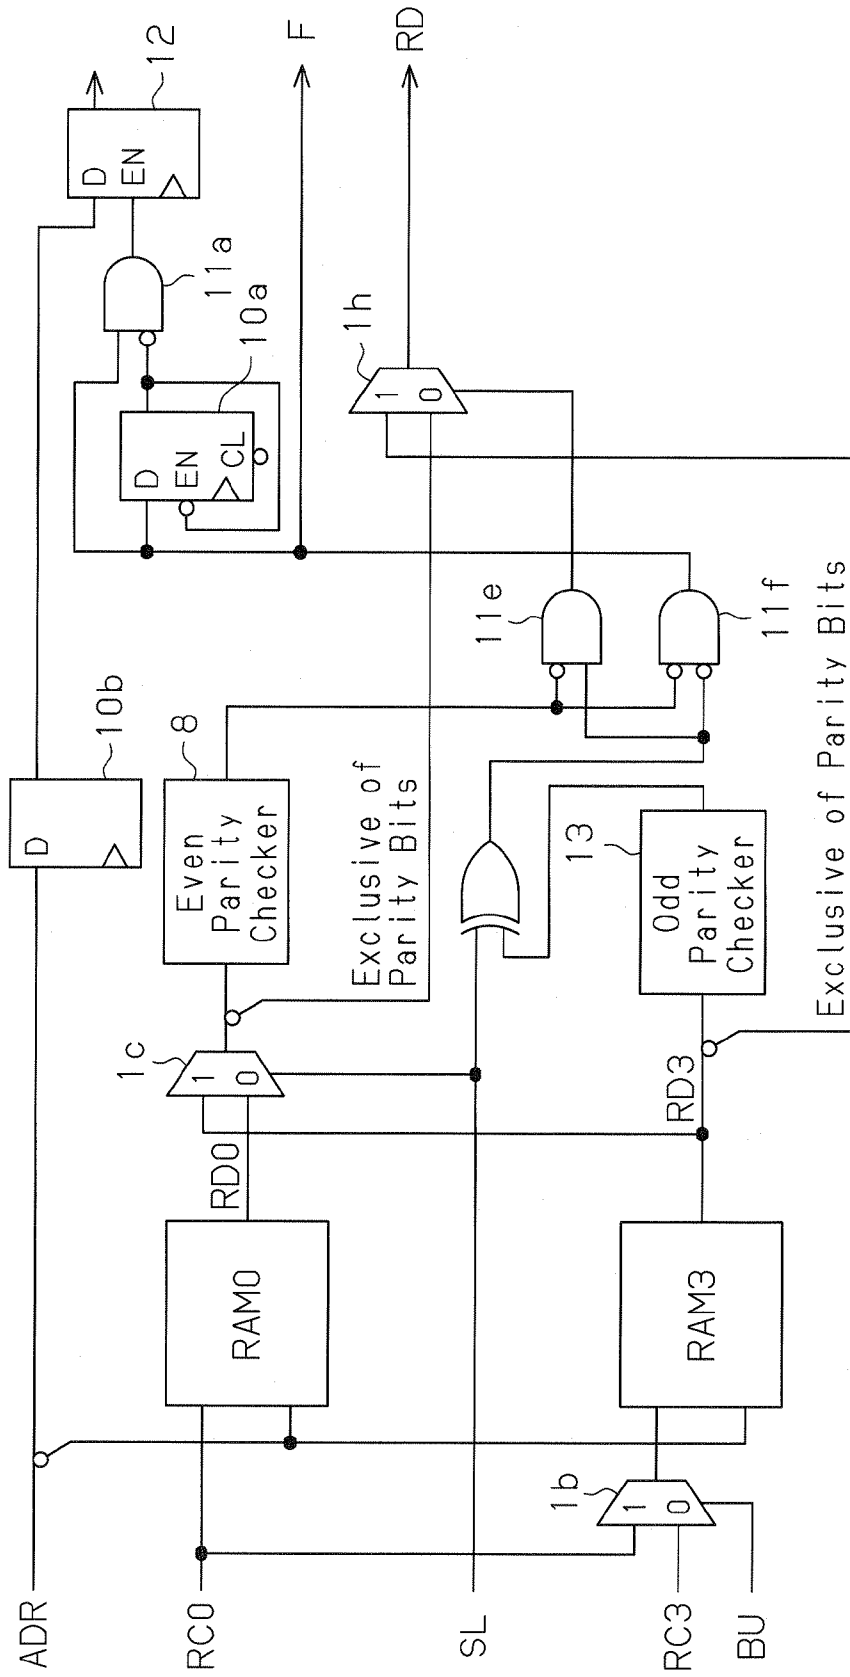 ADR
RC0
SL
RC3
BU
1b
1
0
RAM0
RAM3
RD0
RD3
1c
1
0
Exclusive of
Parity Bits
Even
Parity
Checker
8
Odd
Parity
Checker
13
Exclusive of Parity Bits
D
10b
11e
11f
D
EN
CL
10a
11a
1
0
1h
D
EN
12
F
RD